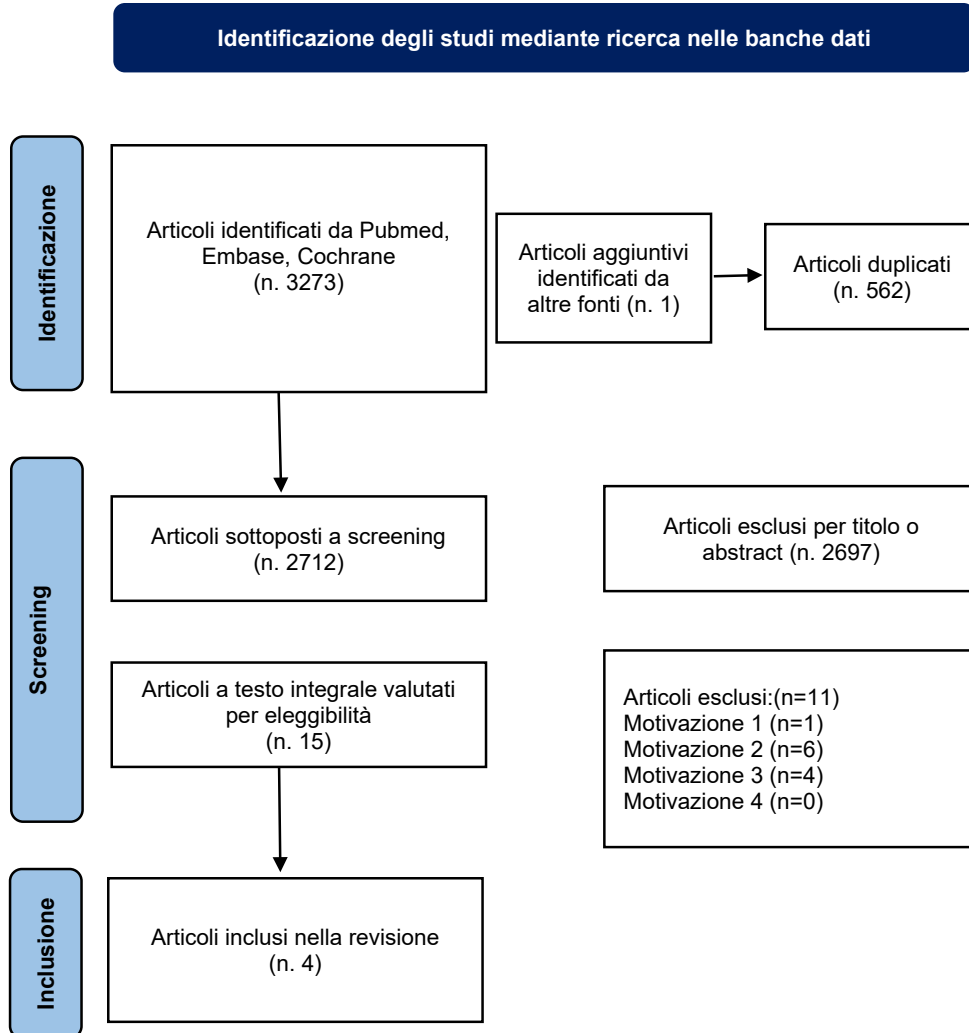 Identificazione degli studi mediante ricerca nelle banche dati
Identificazione
Articoli identificati da Pubmed,
Embase, Cochrane
(n. 3273)
Articoli aggiuntivi
identificati da
altre fonti (n. 1)
Articoli duplicati
(n. 562)
Screening
Articoli sottoposti a screening
(n. 2712)
Articoli esclusi per titolo o
abstract (n. 2697)
Articoli a testo integrale valutati
per eleggibilità
(n. 15)
Articoli esclusi:(n=11)
Motivazione 1 (n=1)
Motivazione 2 (n=6)
Motivazione 3 (n=4)
Motivazione 4 (n=0)
Inclusione
Articoli inclusi nella revisione
(n. 4)